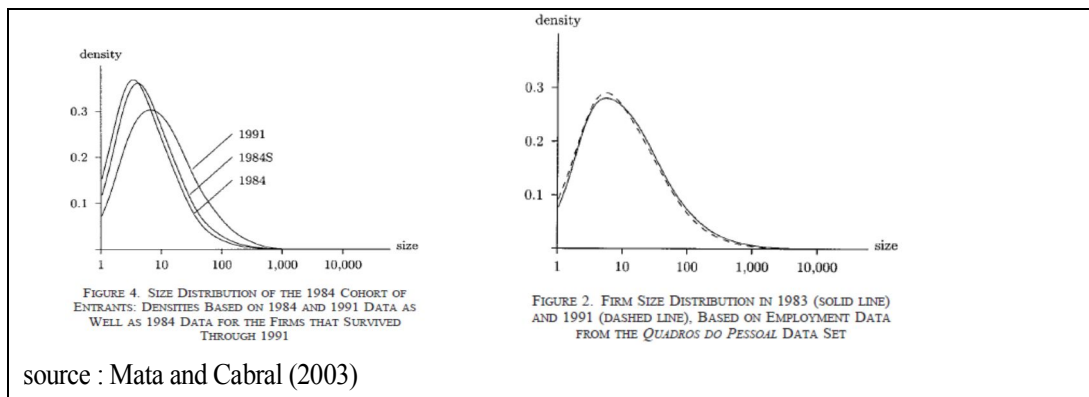 density
0.3
0.2
0.1
1991
1984S
1984
size
1
10
100
1,000
10,000
FIGURE 4. SIZE DISTRIBUTION OF THE 1984 COHORT OF
ENTRANTS: DENSITIES BASED ON 1984 AND 1991 DATA AS
WELL AS 1984 DATA FOR THE FIRMS THAT SURVIVED
THROUGH 1991
density
0.3
0.2
0.1
size
1
10
100
1,000
10,000
FIGURE 2. FIRM SIZE DISTRIBUTION IN 1983 (SOLID LINE)
AND 1991 (DASHED LINE), BASED ON EMPLOYMENT DATA
FROM THE QUADROS DO PESSOAL DATA SET
source : Mata and Cabral (2003)